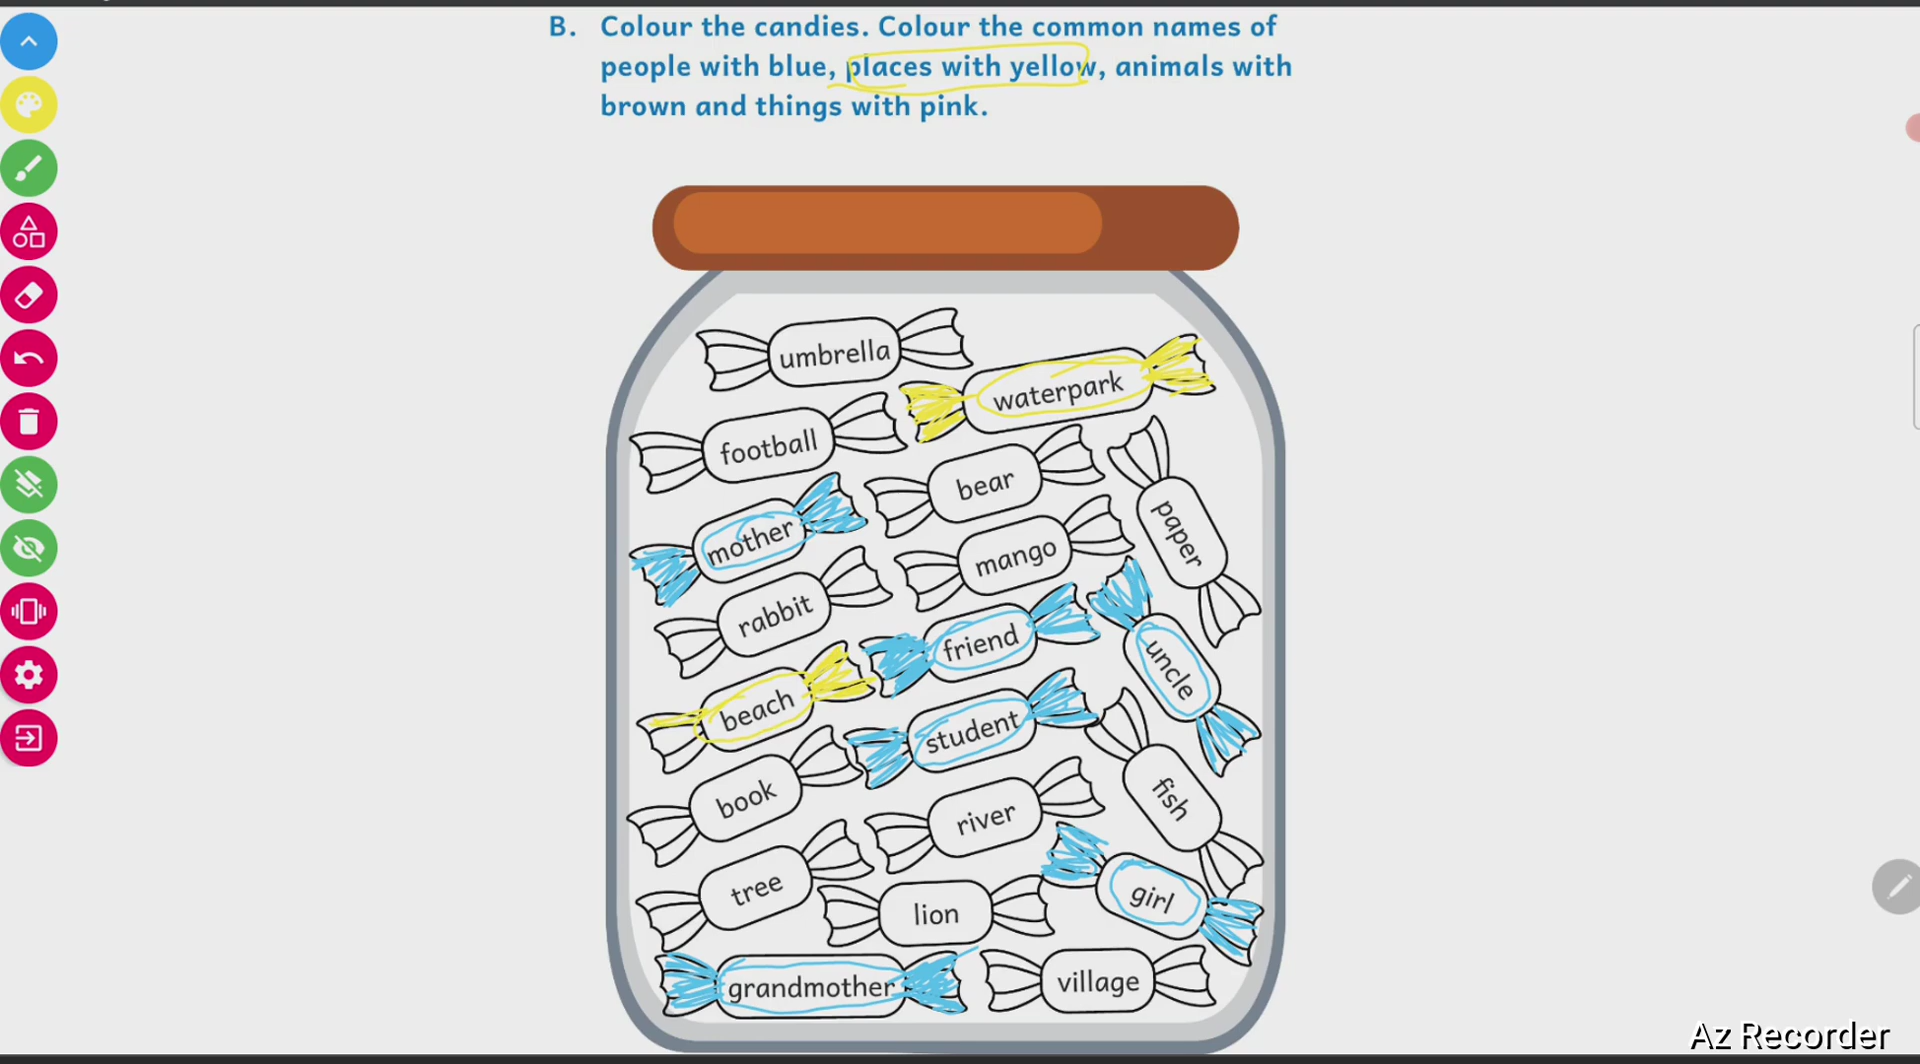 B. Colour the candies. Colour the common names of
people with blue, places with yellow, animals with
brown and things with pink.
umbrella
waterpark
football
bear
paper
mother
mango
rabbit
friend
uncle
beach
student
book
river
fish
tree
lion
girl
grandmother
village
Az Recorder